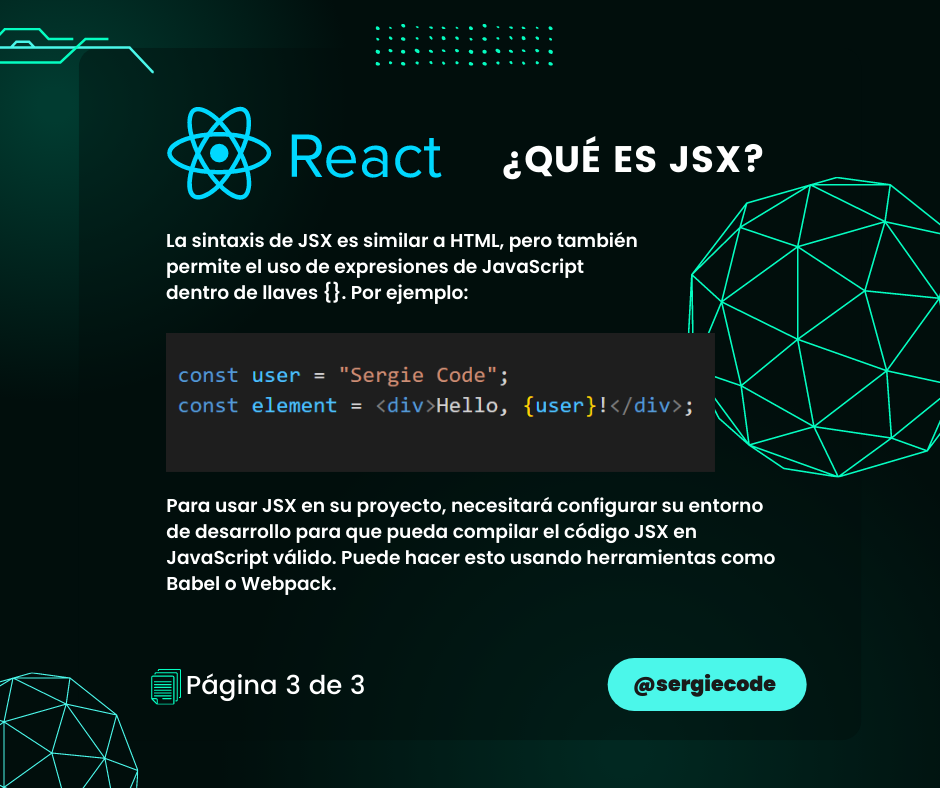 React
¿QUÉ ES JSX?
La sintaxis de JSX es similar a HTML, pero también
permite el uso de expresiones de JavaScript
dentro de llaves {}. Por ejemplo:
const user = "Sergie Code";
const element = <div>Hello, {user}!</div>;
Para usar JSX en su proyecto, necesitará configurar su entorno
de desarrollo para que pueda compilar el código JSX en
JavaScript válido. Puede hacer esto usando herramientas como
Babel o Webpack.
Página 3 de 3
@sergiecode